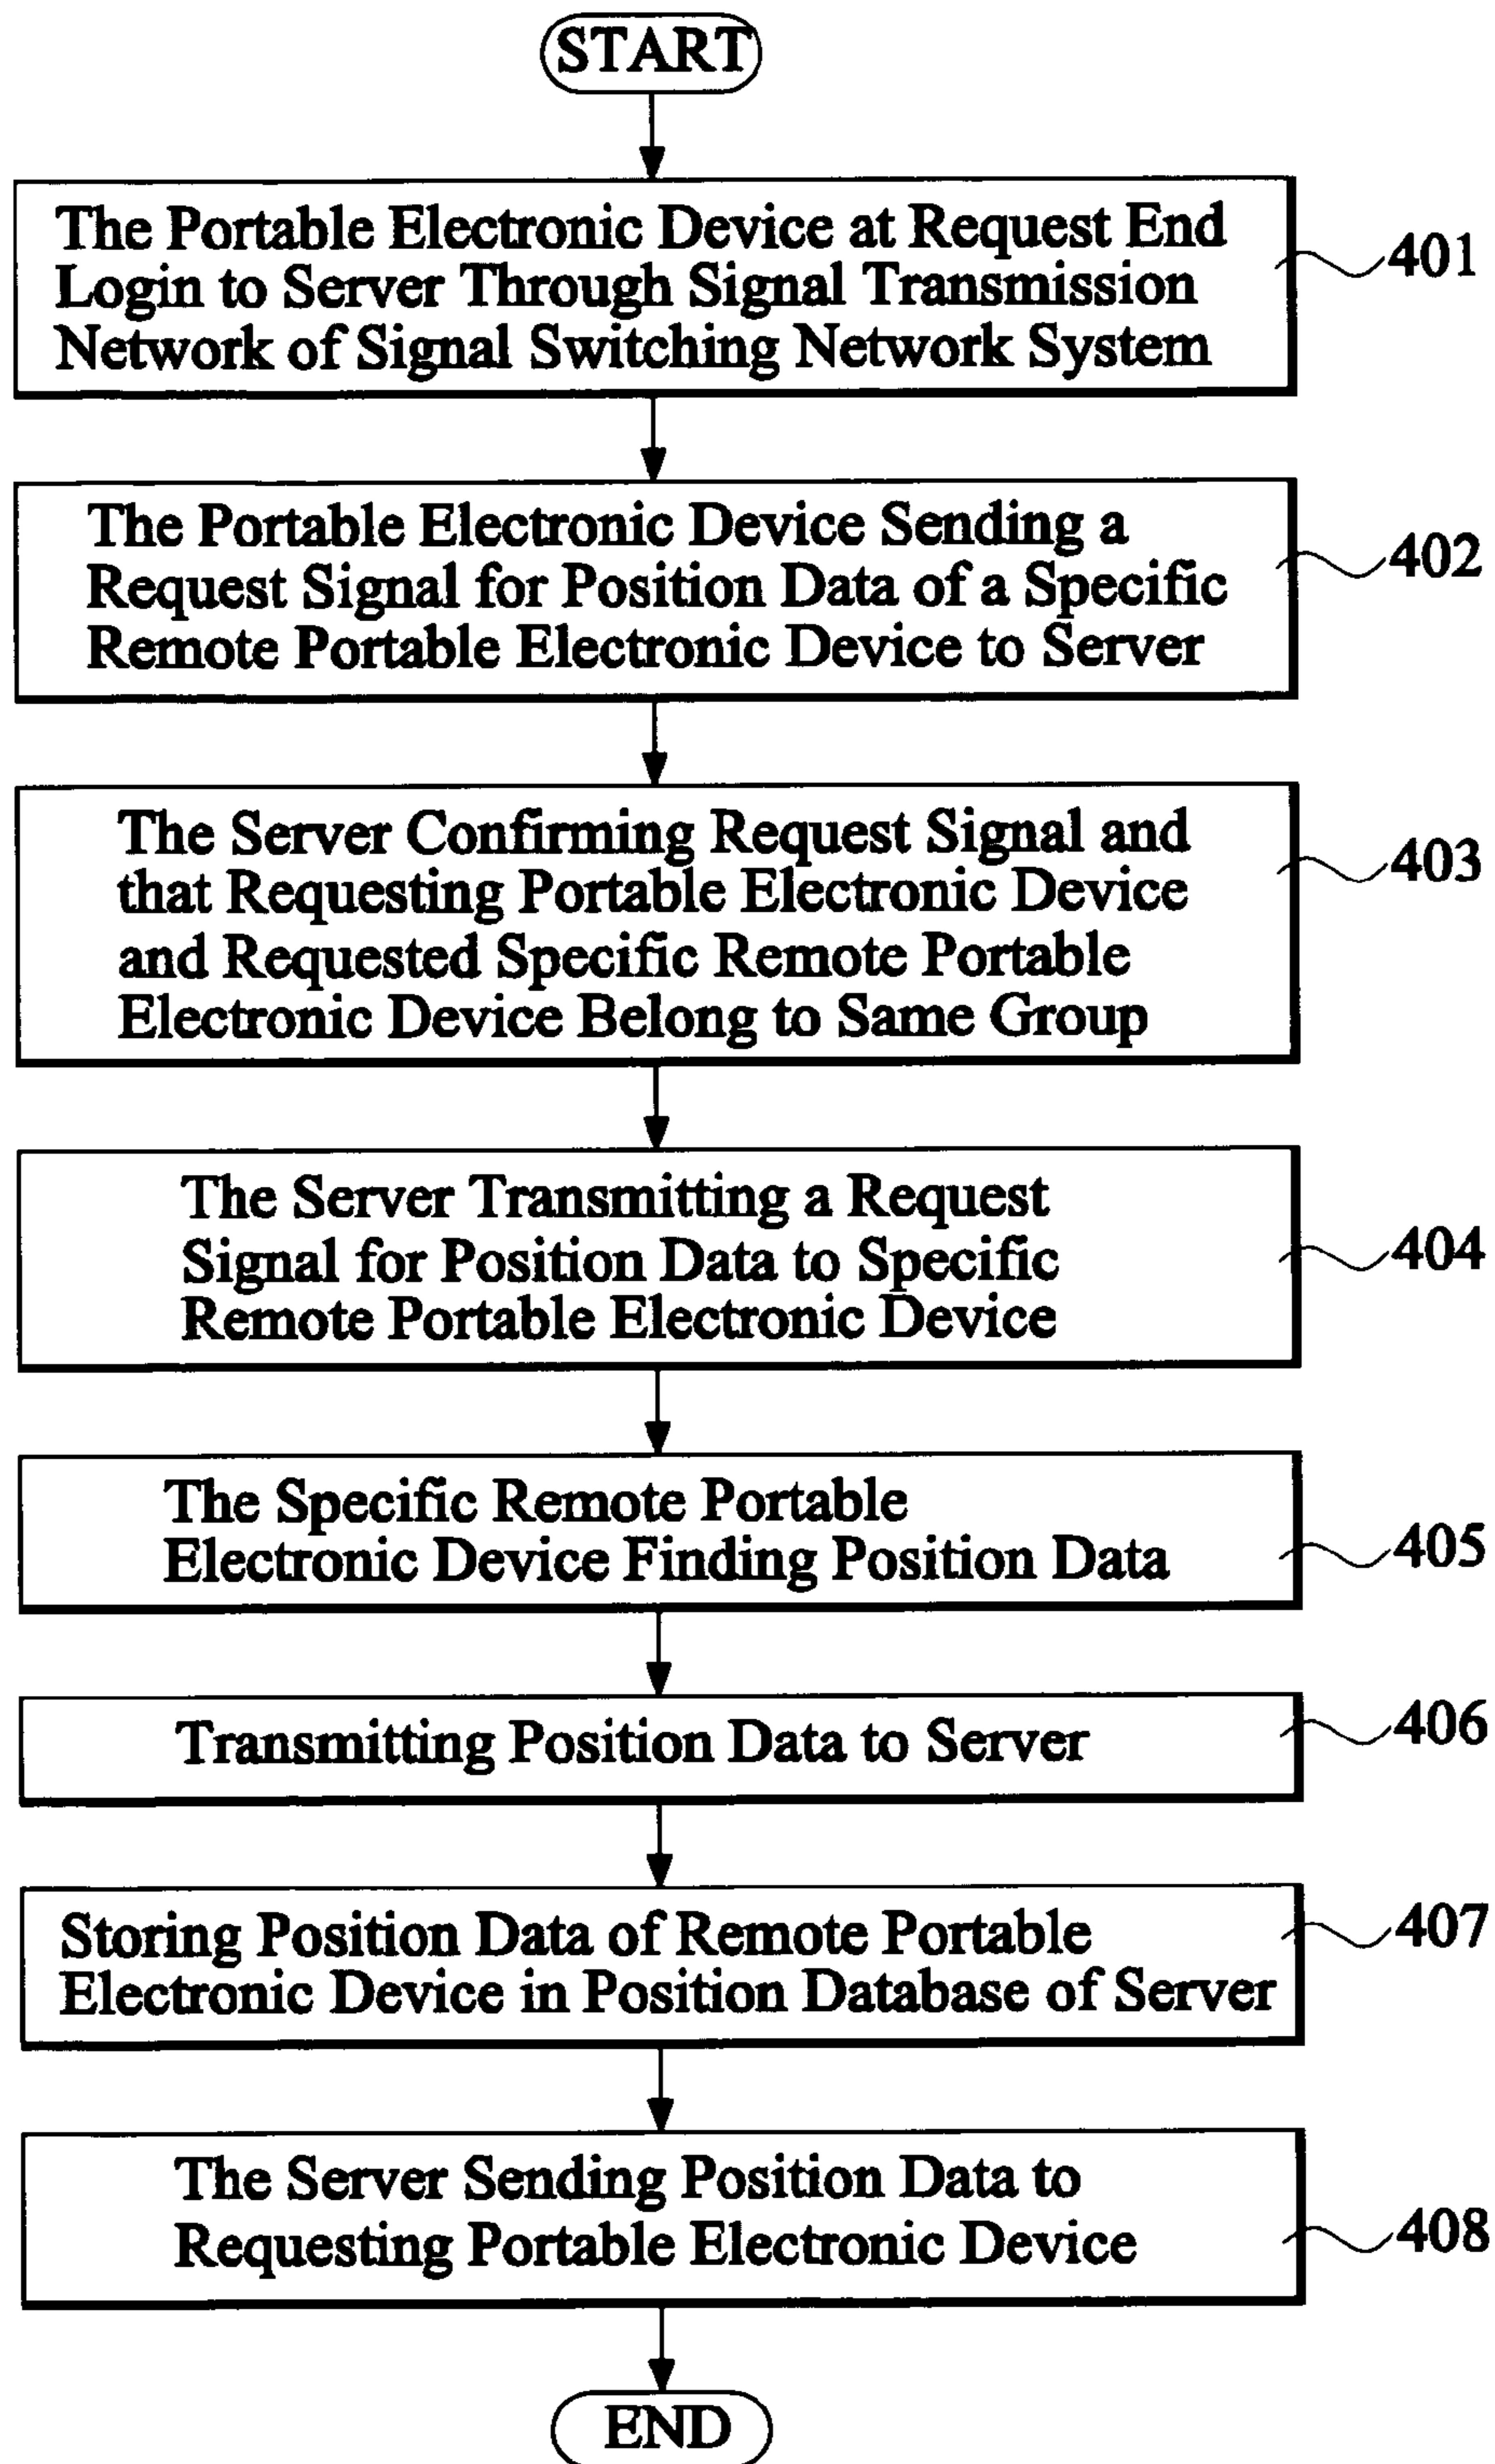 START
The Portable Electronic Device at Request End
Login to Server Through Signal Transmission
Network of Signal Switching Network System
401
The Portable Electronic Device Sending a
Request Signal for Position Data of a Specific
Remote Portable Electronic Device to Server
402
The Server Confirming Request Signal and
that Requesting Portable Electronic Device
and Requested Specific Remote Portable
Electronic Device Belong to Same Group
403
The Server Transmitting a Request
Signal for Position Data to Specific
Remote Portable Electronic Device
404
The Specific Remote Portable
Electronic Device Finding Position Data
405
Transmitting Position Data to Server
406
Storing Position Data of Remote Portable
Electronic Device in Position Database of Server
407
The Server Sending Position Data to
Requesting Portable Electronic Device
408
END